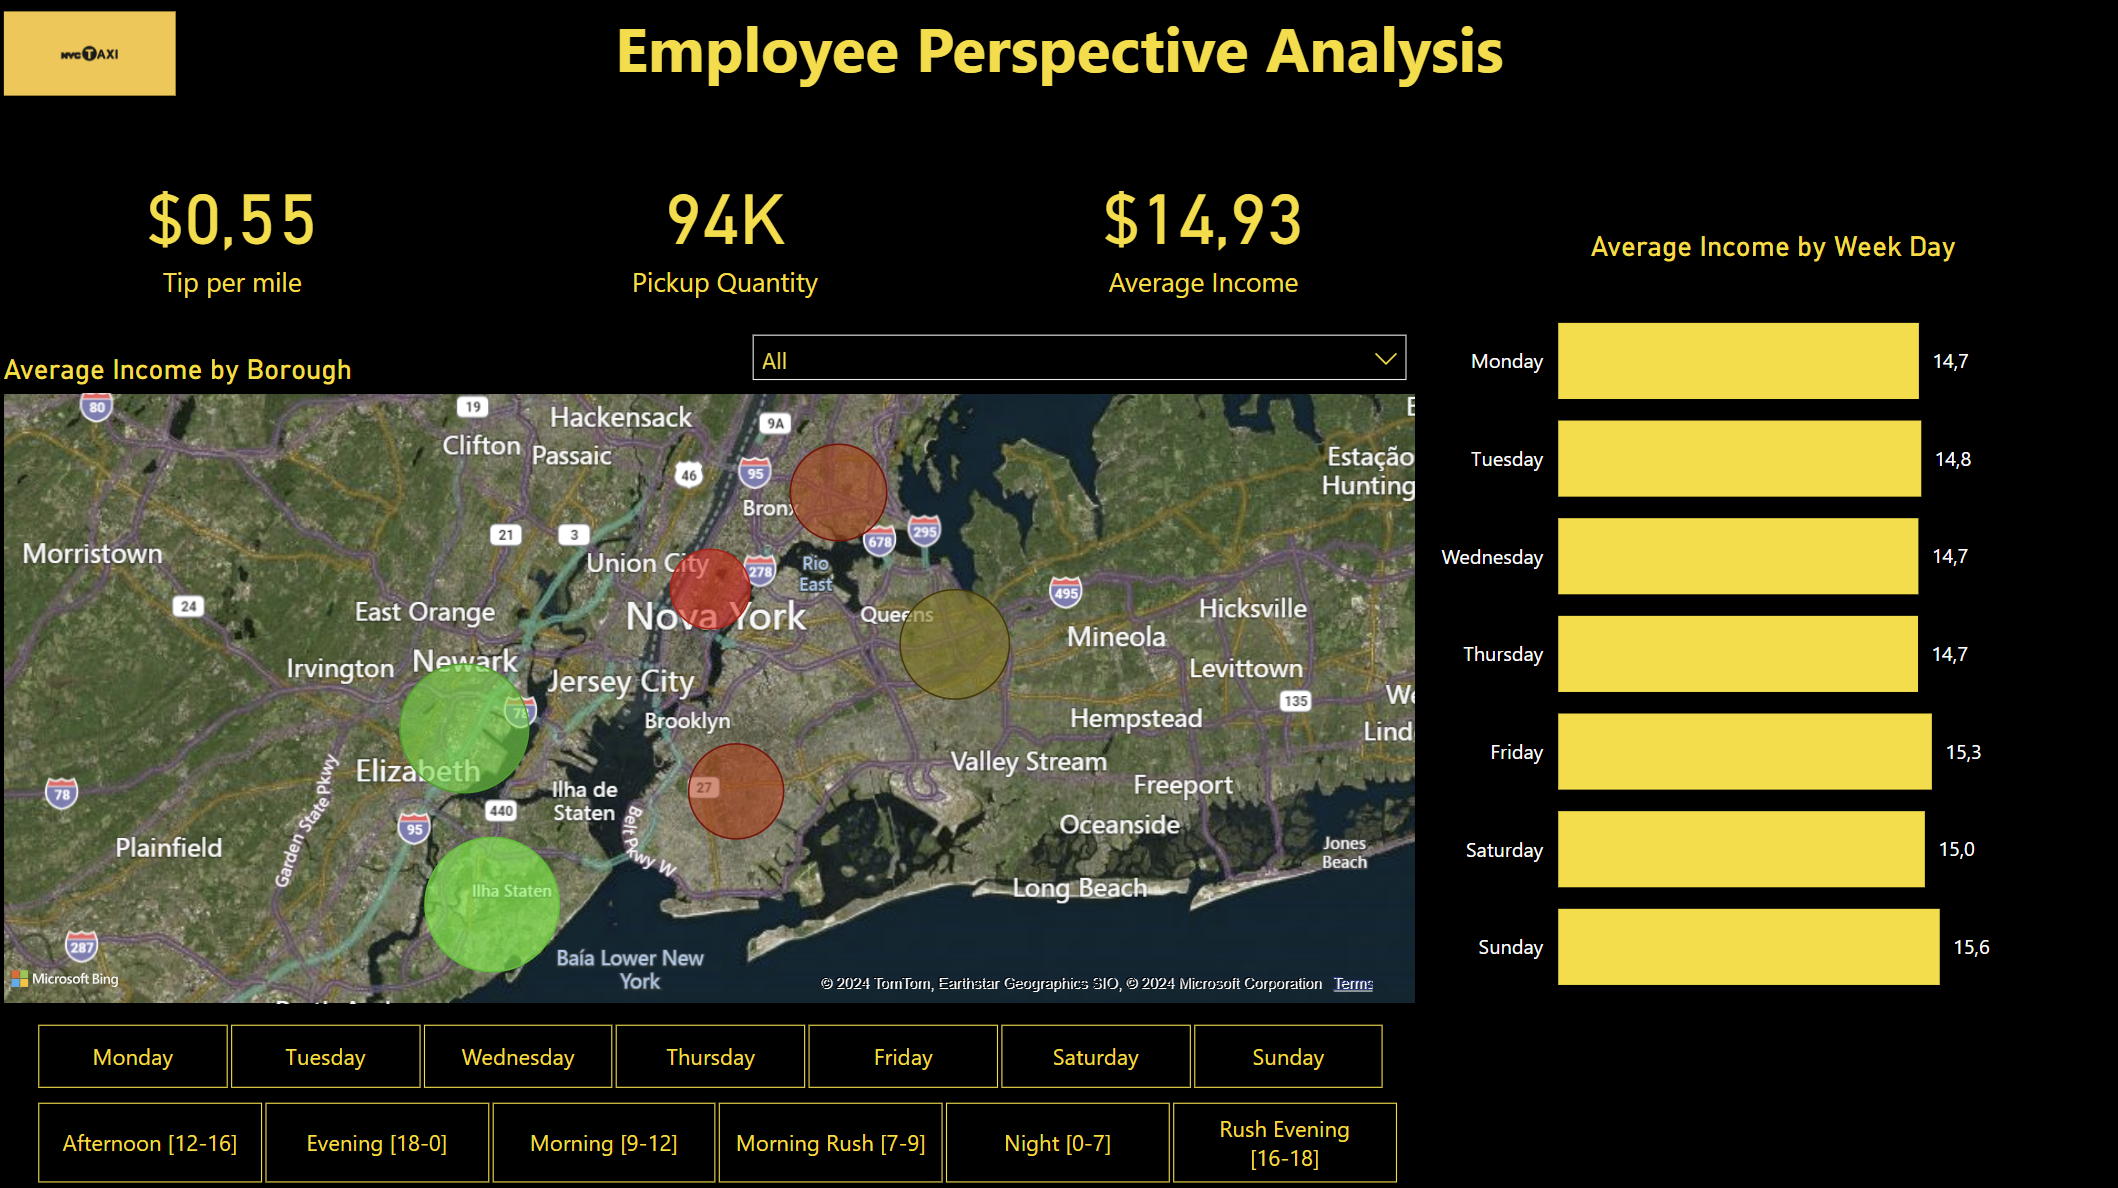 NYC TAXI
Employee Perspective Analysis
$0,55
Tip per mile
94K
Pickup Quantity
$14,93
Average Income
Average Income by Borough
All
80
19
Hackensack
9A
Clifton
Passaic
46
95
Estação
Hunting
Bronx
21
3
678
295
Morristown
Union City
278
Rio
East
495
24
East Orange
Nova York
Queens
Hicksville
Mineola
Irvington
Newark
Levittown
Jersey City
78
135
Brooklyn
Hempstead
Lind
Elizabeth
Valley Stream
27
Freeport
78
Ilha de
Staten
440
Garden State Pkwy
95
Belt Pkwy W
Oceanside
Plainfield
Jones
Beach
Ilha Staten
Long Beach
287
Baía Lower New
York
Microsoft Bing
© 2024 TomTom, Earthstar Geographics SIO, © 2024 Microsoft Corporation Terms
Monday
Tuesday
Wednesday
Thursday
Friday
Saturday
Sunday
Afternoon [12-16]
Evening [18-0]
Morning [9-12]
Morning Rush [7-9]
Night [0-7]
Rush Evening
[16-18]
Average Income by Week Day
Monday 14,7
Tuesday 14,8
Wednesday 14,7
Thursday 14,7
Friday 15,3
Saturday 15,0
Sunday 15,6